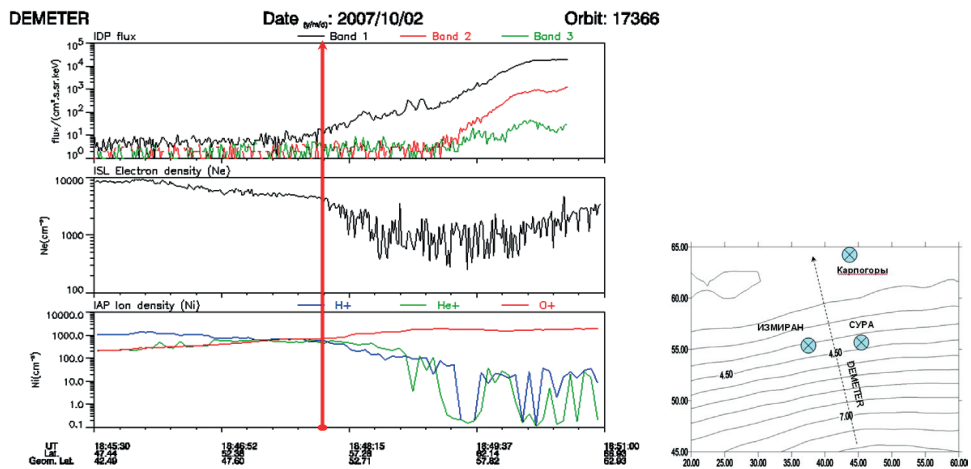 DEMETER Date (y/m/d): 2007/10/02 Orbit: 17366
IDP flux Band 1 Band 2 Band 3
flux/(cm².s.sr.keV)
10⁵
10⁴
10³
10²
10¹
10⁰
ISL Electron density (Ne)
Ne(cm⁻³)
10000
1000
100
IAP Ion density (Ni) H+ He+ O+
Ni(cm⁻³)
10000.0
1000.0
100.0
10.0
1.0
0.1
UT 18:45:30 18:46:52 18:48:15 18:49:37 18:51:00
Lat. 47.44 52.38 57.28 62.14
Geom. Lat. 42.49 47.60 52.71 57.82 62.93
65.00
60.00
55.00
50.00
45.00
20.00 25.00 30.00 35.00 40.00 45.00 50.00 55.00 60.00
Карпогоры
ИЗМИРАН
СУРА
4.50
4.50
DEMETER
7.00